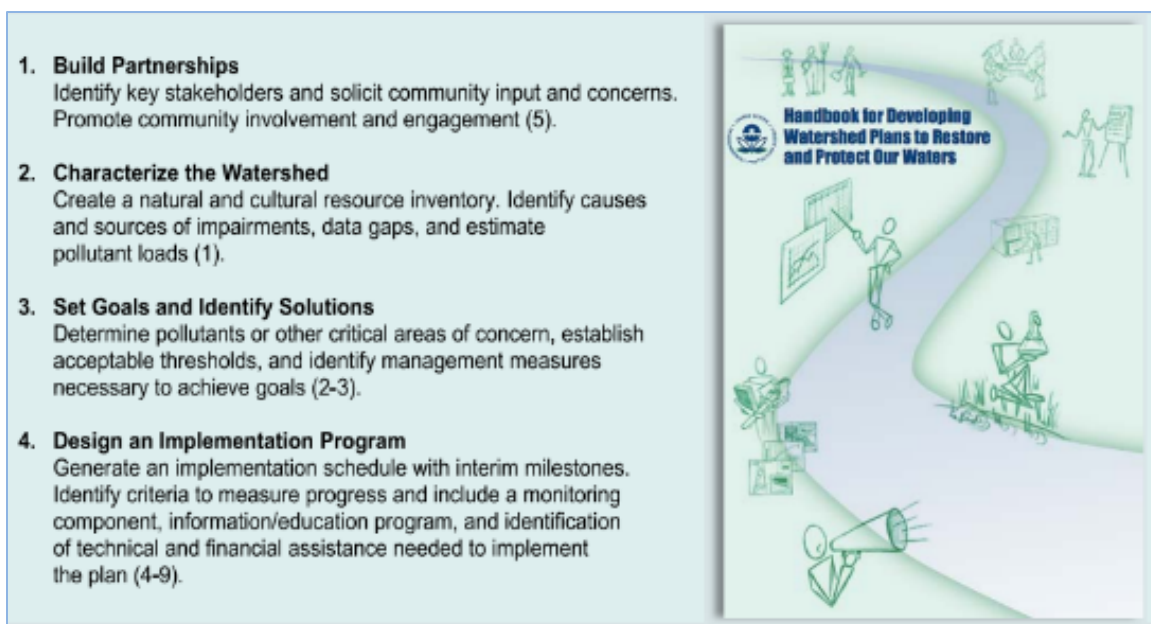 1. Build Partnerships
Identify key stakeholders and solicit community input and concerns.
Promote community involvement and engagement (5).
2. Characterize the Watershed
Create a natural and cultural resource inventory. Identify causes
and sources of impairments, data gaps, and estimate
pollutant loads (1).
3. Set Goals and Identify Solutions
Determine pollutants or other critical areas of concern, establish
acceptable thresholds, and identify management measures
necessary to achieve goals (2-3).
4. Design an Implementation Program
Generate an implementation schedule with interim milestones.
Identify criteria to measure progress and include a monitoring
component, information/education program, and identification
of technical and financial assistance needed to implement
the plan (4-9).
Handbook for Developing
Watershed Plans to Restore
and Protect Our Waters